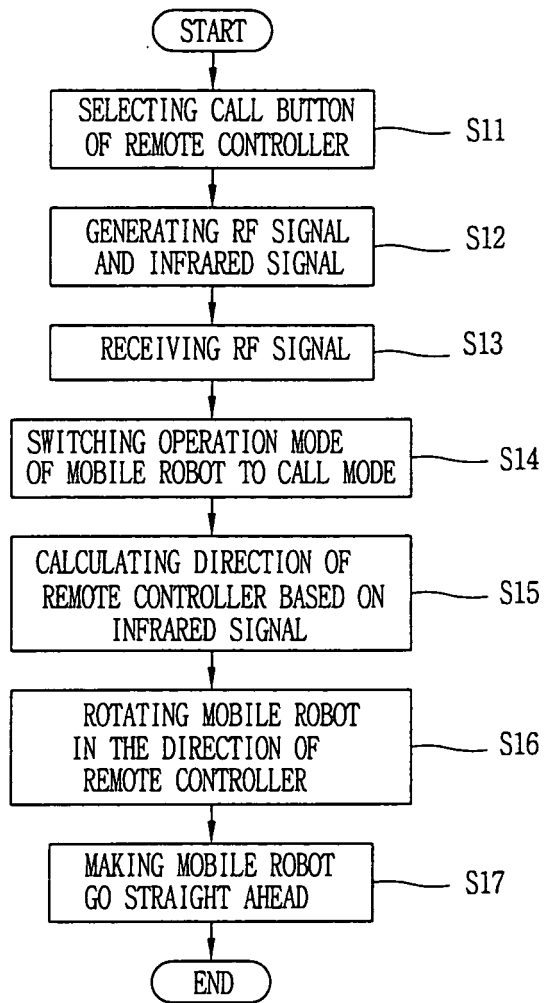 START
SELECTING CALL BUTTON
OF REMOTE CONTROLLER
S11
GENERATING RF SIGNAL
AND INFRARED SIGNAL
S12
RECEIVING RF SIGNAL
S13
SWITCHING OPERATION MODE
OF MOBILE ROBOT TO CALL MODE
S14
CALCULATING DIRECTION OF
REMOTE CONTROLLER BASED ON
INFRARED SIGNAL
S15
ROTATING MOBILE ROBOT
IN THE DIRECTION OF
REMOTE CONTROLLER
S16
MAKING MOBILE ROBOT
GO STRAIGHT AHEAD
S17
END